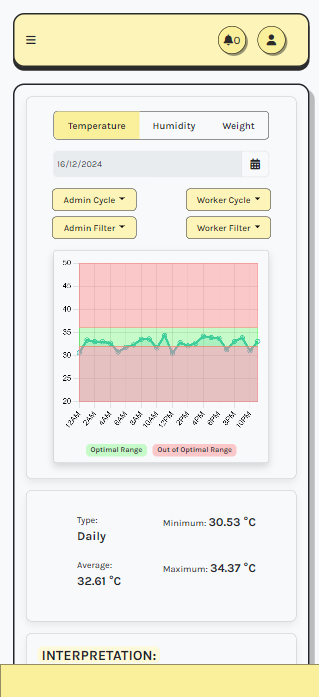 0
Temperature Humidity Weight
16/12/2024
Admin Cycle Worker Cycle
Admin Filter Worker Filter
50
45
40
35
30
25
20
12AM 2AM 4AM 6AM 8AM 10AM 12PM 2PM 4PM 6PM 8PM 10PM
Optimal Range Out of Optimal Range
Type: Minimum: 30.53 °C
Daily
Average: Maximum: 34.37 °C
32.61 °C
INTERPRETATION: